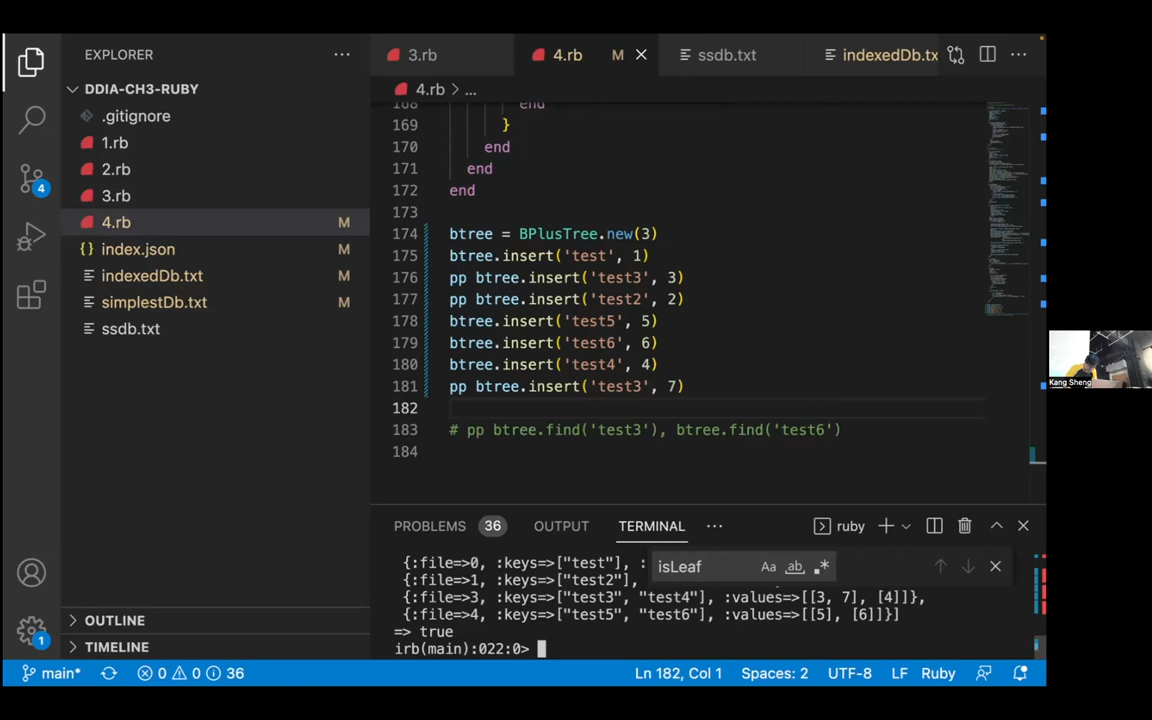 EXPLORER
DDIA-CH3-RUBY
.gitignore
1.rb
2.rb
3.rb
4.rb M
{} index.json M
indexedDb.txt M
simplestDb.txt M
ssdb.txt
OUTLINE
TIMELINE
3.rb 4.rb M ssdb.txt indexedDb.tx
4.rb > ...
168 end
169 }
170 end
171 end
172 end
173
174 btree = BPlusTree.new(3)
175 btree.insert('test', 1)
176 pp btree.insert('test3', 3)
177 pp btree.insert('test2', 2)
178 btree.insert('test5', 5)
179 btree.insert('test6', 6)
180 btree.insert('test4', 4)
181 pp btree.insert('test3', 7)
182
183 # pp btree.find('test3'), btree.find('test6')
184
PROBLEMS 36 OUTPUT TERMINAL ... ruby
isLeaf Aa ab .*
{:file=>0, :keys=>["test"], :
{:file=>1, :keys=>["test2"],
{:file=>3, :keys=>["test3", "test4"], :values=>[[3, 7], [4]]},
{:file=>4, :keys=>["test5", "test6"], :values=>[[5], [6]]}]
=> true
irb(main):022:0>
4
1
main* 0 0 36 Ln 182, Col 1 Spaces: 2 UTF-8 LF Ruby
Kang Sheng